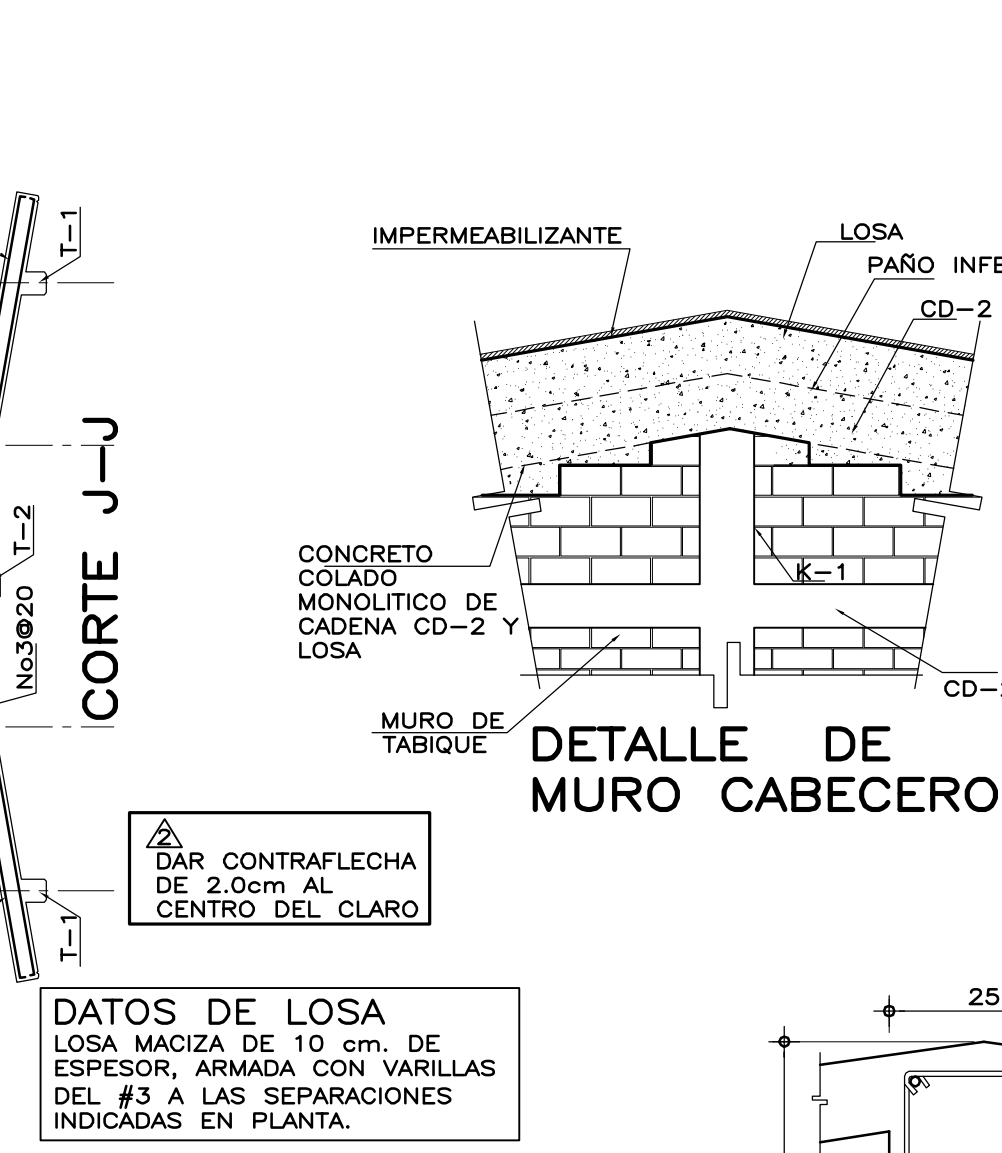 T-1
CORTE J-J
T-2
No3@20
T-1
IMPERMEABILIZANTE
LOSA
PAÑO INFE
CD-2
CONCRETO
COLADO
MONOLITICO DE
CADENA CD-2 Y
LOSA
K-1
CD-2
MURO DE
TABIQUE
DETALLE DE
MURO CABECERO
2
DAR CONTRAFLECHA
DE 2.0cm AL
CENTRO DEL CLARO
DATOS DE LOSA
LOSA MACIZA DE 10 cm. DE
ESPESOR, ARMADA CON VARILLAS
DEL #3 A LAS SEPARACIONES
INDICADAS EN PLANTA.
25